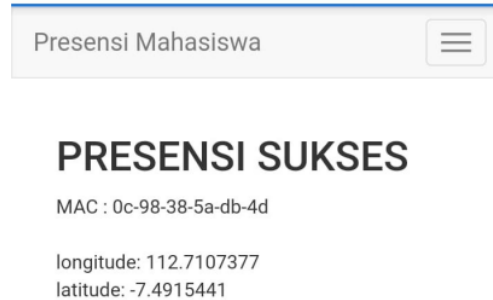 Presensi Mahasiswa
PRESENSI SUKSES
MAC : 0c-98-38-5a-db-4d
longitude: 112.7107377
latitude: -7.4915441